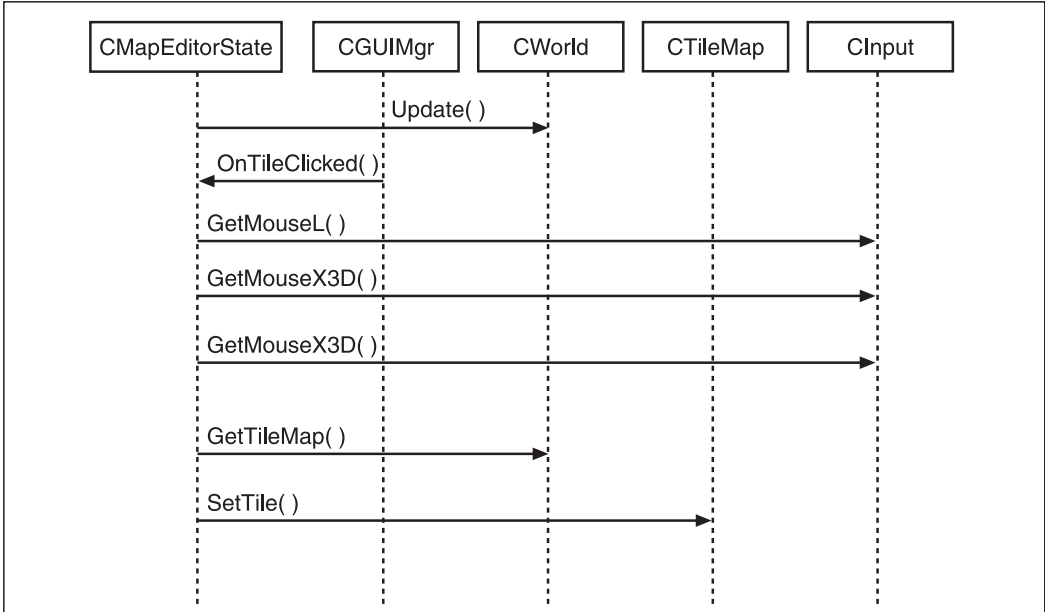 CMapEditorState
CGUIMgr
CWorld
CTileMap
CInput
Update( )
OnTileClicked( )
GetMouseL( )
GetMouseX3D( )
GetMouseX3D( )
GetTileMap( )
SetTile( )